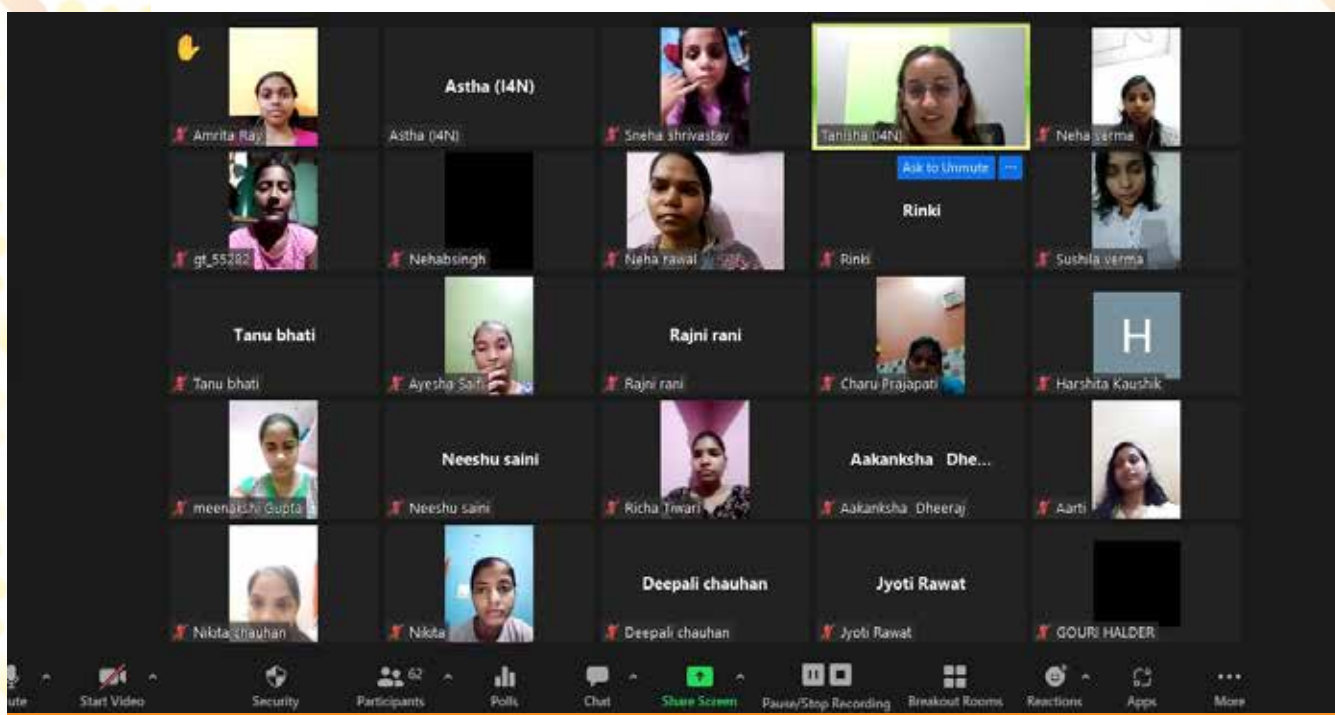 Amrita Ray
Astha (I4N)
Astha (I4N)
Sneha shrivastav
Tanisha (I4N)
Neha verma
Ask to Unmute ...
gt_55282
Nehabsingh
Neha rawal
Rinki
Rinki
Sushila verma
Tanu bhati
Tanu bhati
Ayesha Saifi
Rajni rani
Rajni rani
Charu Prajapati
H
Harshita Kaushik
meenakshi Gupta
Neeshu saini
Neeshu saini
Richa Tiwari
Aakanksha Dhe...
Aakanksha Dheeraj
Aarti
Nikita chauhan
Nikita
Deepali chauhan
Deepali chauhan
Jyoti Rawat
Jyoti Rawat
GOURI HALDER
62
ute Start Video Security Participants Polls Chat Share Screen Pause/Stop Recording Breakout Rooms Reactions Apps More